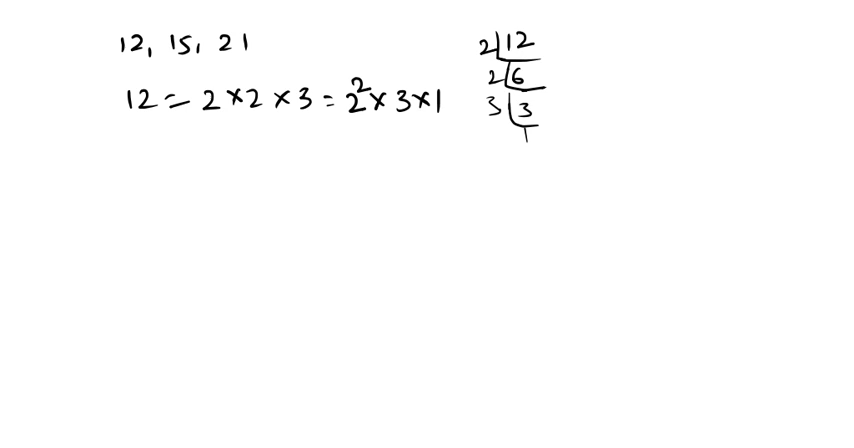 12, 15, 21
12 = 2 × 2 × 3 = 2² × 3 × 1
2 | 12
2 | 6
3 | 3
1